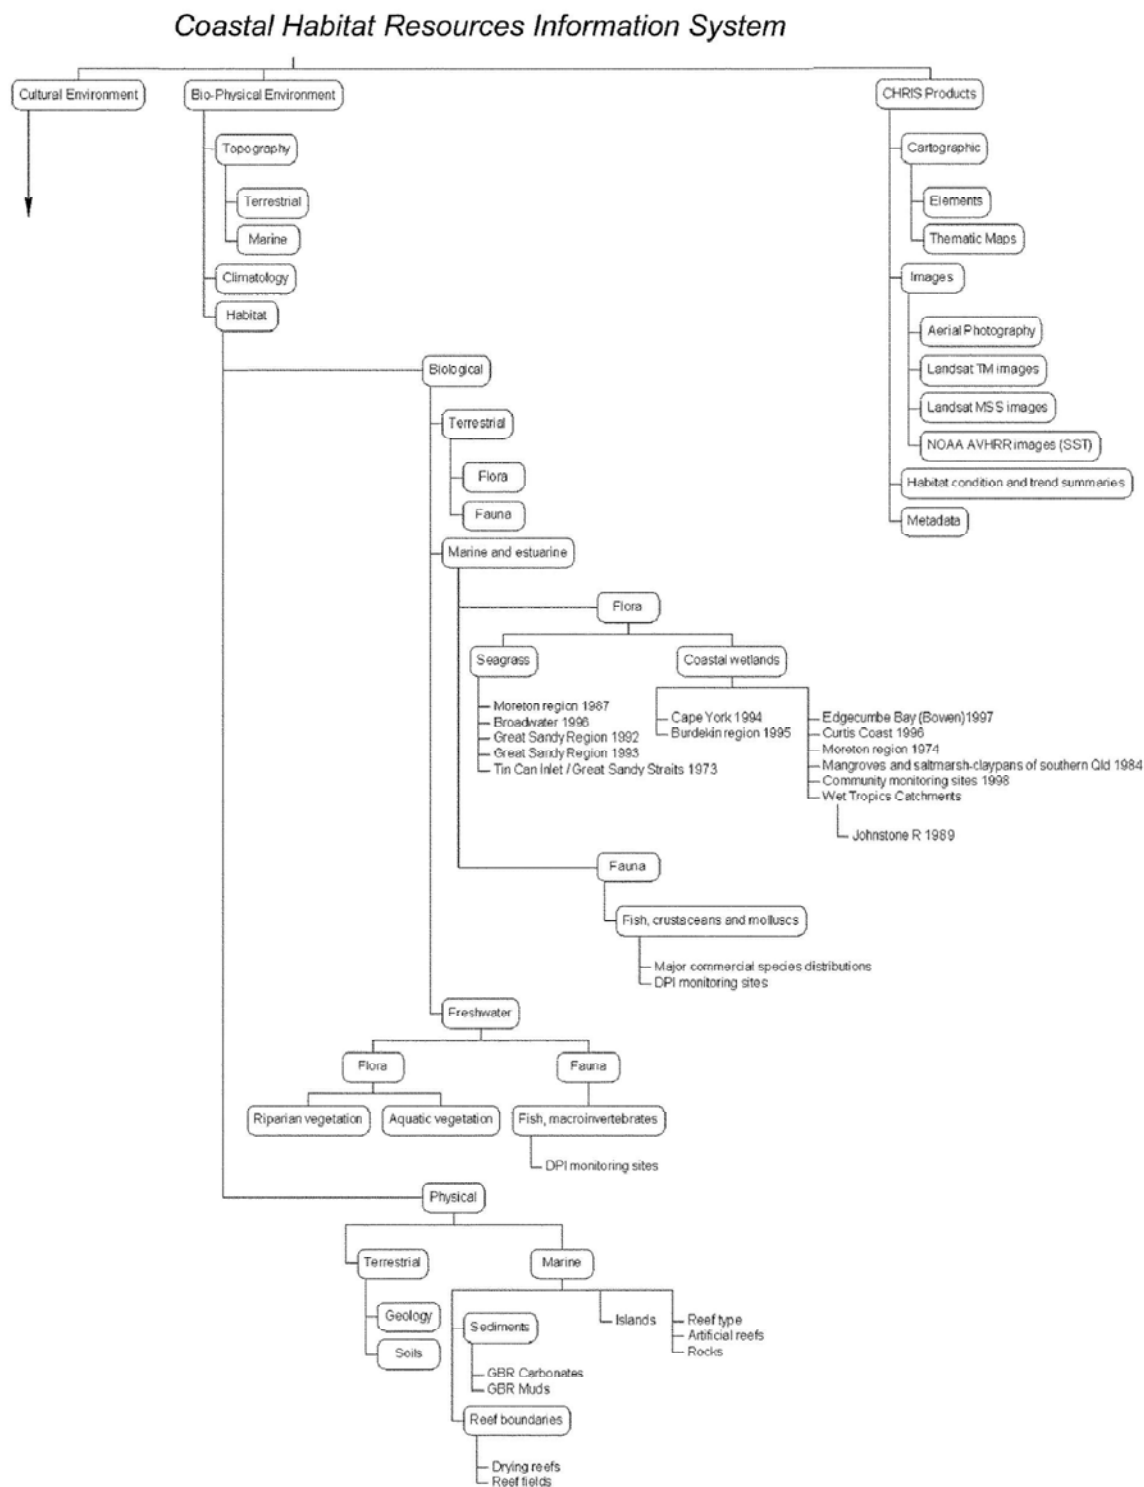 Coastal Habitat Resources Information System
Cultural Environment
Bio-Physical Environment
CHRIS Products
Topography
Terrestrial
Marine
Climatology
Habitat
Cartographic
Elements
Thematic Maps
Images
Aerial Photography
Landsat TM images
Landsat MSS images
NOAA AVHRR images (SST)
Habitat condition and trend summaries
Metadata
Biological
Terrestrial
Flora
Fauna
Marine and estuarine
Flora
Seagrass
Moreton region 1987
Broadwater 1996
Great Sandy Region 1992
Great Sandy Region 1993
Tin Can Inlet / Great Sandy Straits 1973
Coastal wetlands
Cape York 1994
Burdekin region 1995
Edgecumbe Bay (Bowen)1997
Curtis Coast 1996
Moreton region 1974
Mangroves and saltmarsh-claypans of southern Qld 1984
Community monitoring sites 1998
Wet Tropics Catchments
Johnstone R 1989
Fauna
Fish, crustaceans and molluscs
Major commercial species distributions
DPI monitoring sites
Freshwater
Flora
Riparian vegetation
Aquatic vegetation
Fauna
Fish, macroinvertebrates
DPI monitoring sites
Physical
Terrestrial
Geology
Soils
Marine
Sediments
GBR Carbonates
GBR Muds
Reef boundaries
Drying reefs
Reef fields
Islands
Reef type
Artificial reefs
Rocks